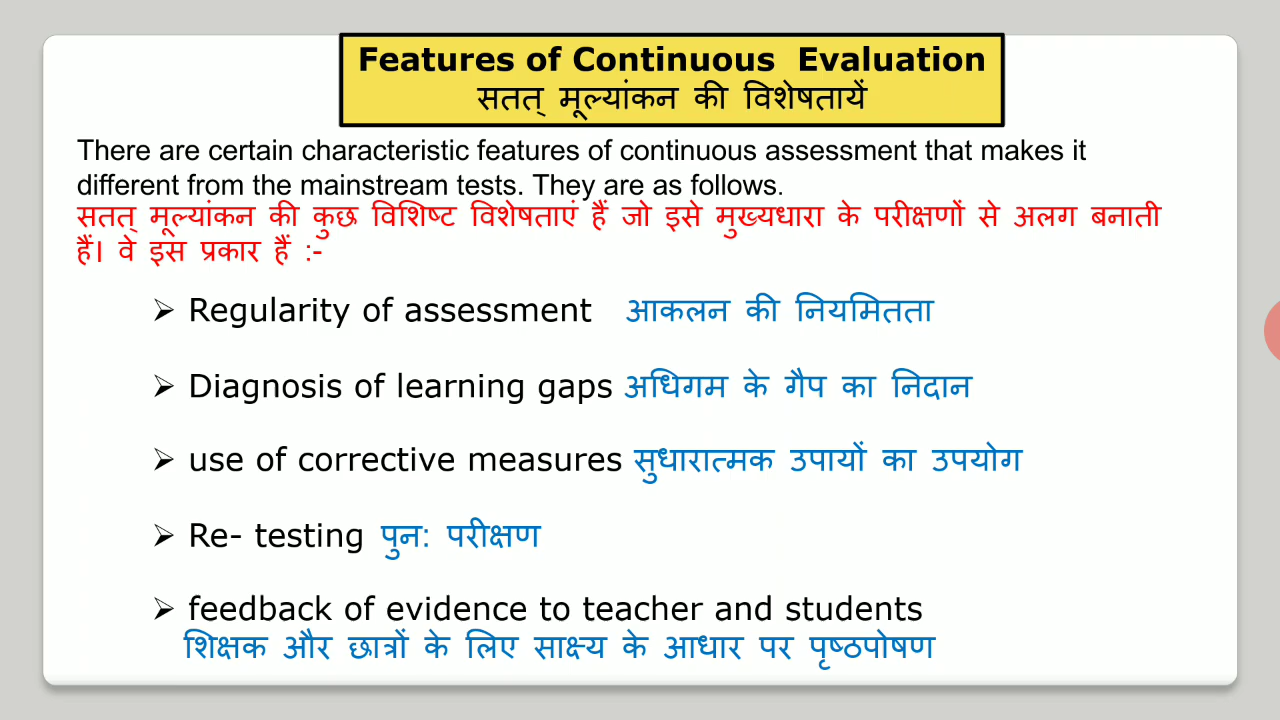 Features of Continuous  Evaluation
सतत् मूल्यांकन की विशेषतायें
There are certain characteristic features of continuous assessment that makes it
different from the mainstream tests. They are as follows.
सतत् मूल्यांकन की कुछ विशिष्ट विशेषताएं हैं जो इसे मुख्यधारा के परीक्षणों से अलग बनाती
हैं। वे इस प्रकार हैं :-
➢ Regularity of assessment आकलन की नियमितता
➢ Diagnosis of learning gaps अधिगम के गैप का निदान
➢ use of corrective measures सुधारात्मक उपायों का उपयोग
➢ Re- testing पुन: परीक्षण
➢ feedback of evidence to teacher and students
शिक्षक और छात्रों के लिए साक्ष्य के आधार पर पृष्ठपोषण